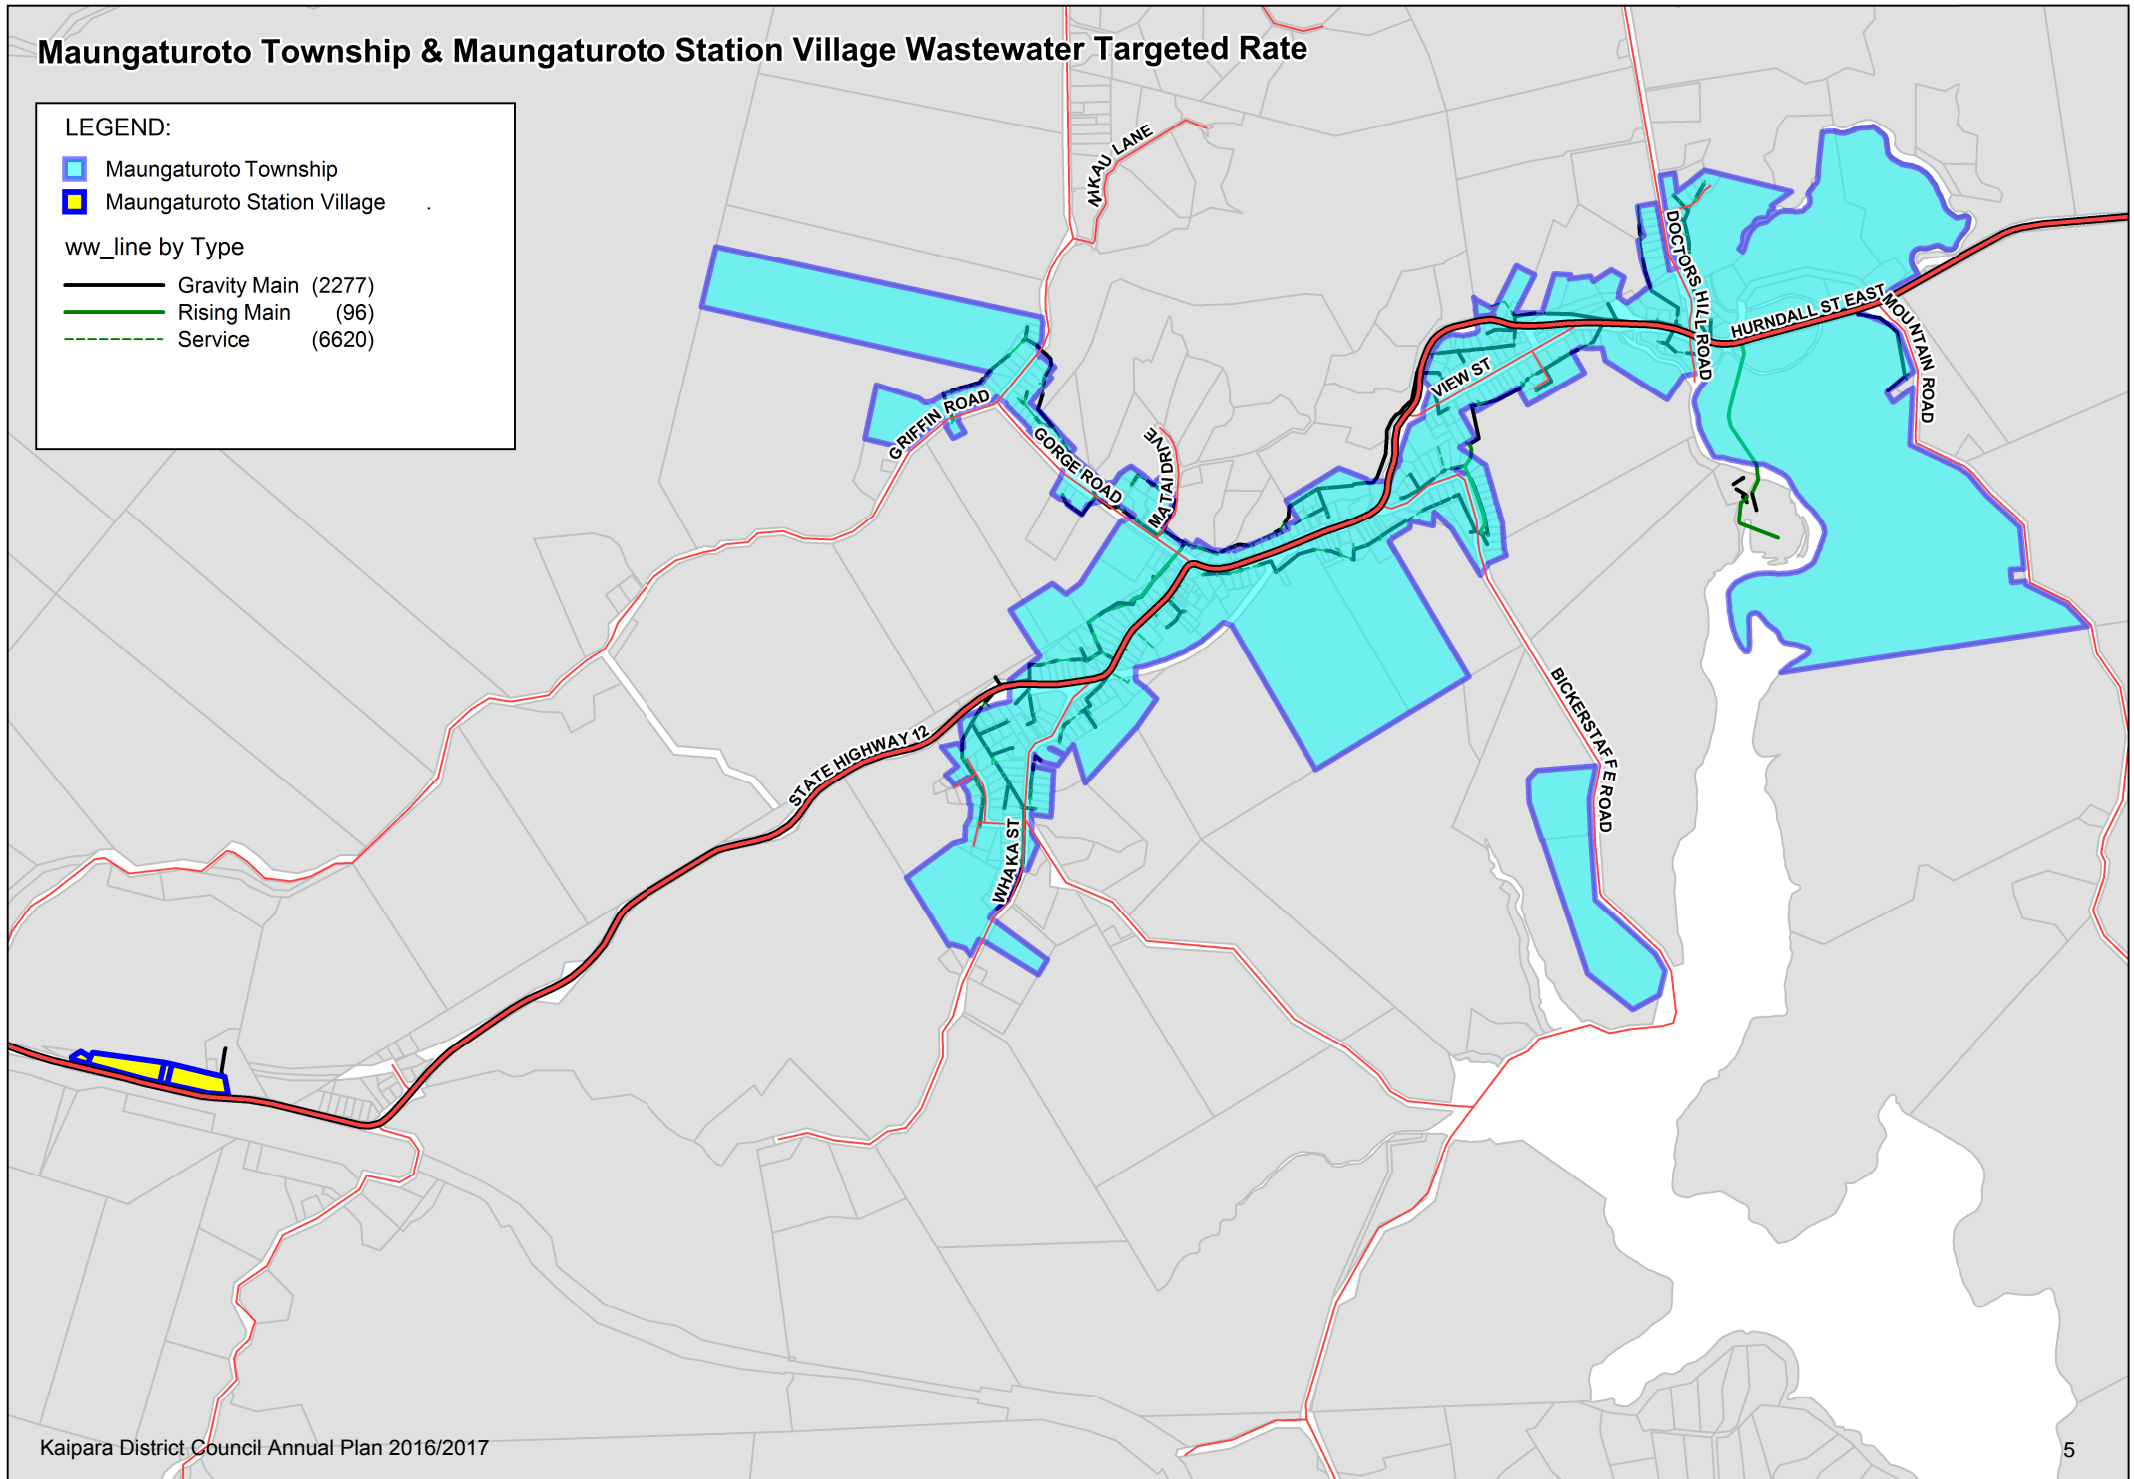 Maungaturoto Township & Maungaturoto Station Village Wastewater Targeted Rate
LEGEND:
Maungaturoto Township
Maungaturoto Station Village .
ww_line by Type
Gravity Main (2277)
Rising Main (96)
Service (6620)
NIKAU LANE
DOCTORS HILL ROAD
HURNDALL ST EAST
MOUNTAIN ROAD
VIEW ST
GRIFFIN ROAD
GORGE ROAD
MATAI DRIVE
STATE HIGHWAY 12
BICKERSTAFFE ROAD
WHAKA ST
Kaipara District Council Annual Plan 2016/2017
5